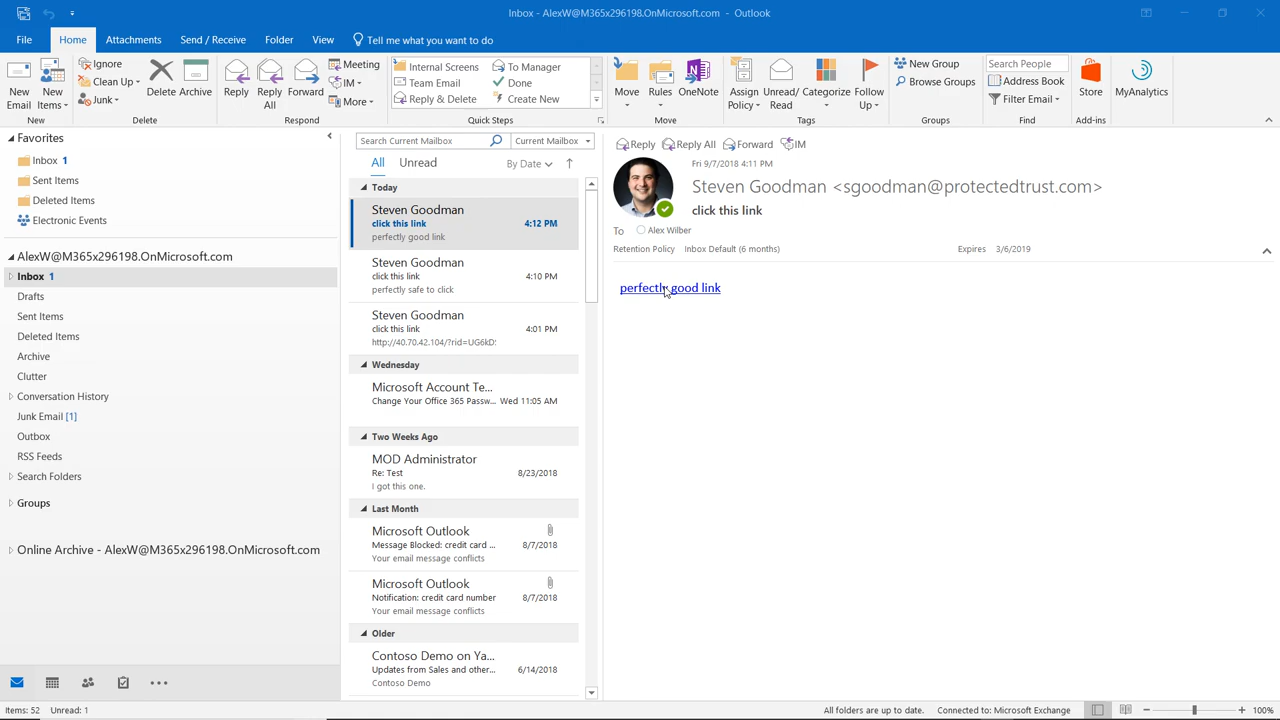 Inbox - AlexW@M365x296198.OnMicrosoft.com - Outlook
File Home Attachments Send / Receive Folder View Tell me what you want to do
New Email
New Items
New
Ignore
Clean Up
Junk
Delete
Archive
Delete
Reply
Reply All
Forward
Meeting
IM
More
Respond
Internal Screens
Team Email
Reply & Delete
To Manager
Done
Create New
Quick Steps
Move
Rules
OneNote
Move
Assign Policy
Unread/ Read
Categorize
Follow Up
Tags
New Group
Browse Groups
Groups
Search People
Address Book
Filter Email
Find
Store
Add-ins
MyAnalytics
Favorites
Inbox 1
Sent Items
Deleted Items
Electronic Events
AlexW@M365x296198.OnMicrosoft.com
Inbox 1
Drafts
Sent Items
Deleted Items
Archive
Clutter
Conversation History
Junk Email [1]
Outbox
RSS Feeds
Search Folders
Groups
Online Archive - AlexW@M365x296198.OnMicrosoft.com
Search Current Mailbox
Current Mailbox
All Unread By Date
Today
Steven Goodman
click this link 4:12 PM
perfectly good link
Steven Goodman
click this link 4:10 PM
perfectly safe to click
Steven Goodman
click this link 4:01 PM
http://40.70.42.104/?rid=UG6kD:
Wednesday
Microsoft Account Te...
Change Your Office 365 Passw... Wed 11:05 AM
Two Weeks Ago
MOD Administrator
Re: Test 8/23/2018
I got this one.
Last Month
Microsoft Outlook
Message Blocked: credit card ... 8/7/2018
Your email message conflicts
Microsoft Outlook
Notification: credit card number 8/7/2018
Your email message conflicts
Older
Contoso Demo on Ya...
Updates from Sales and other... 6/14/2018
Contoso Demo
Reply Reply All Forward IM
Fri 9/7/2018 4:11 PM
Steven Goodman <sgoodman@protectedtrust.com>
click this link
To Alex Wilber
Retention Policy Inbox Default (6 months) Expires 3/6/2019
perfectly good link
Items: 52 Unread: 1 All folders are up to date. Connected to: Microsoft Exchange 100%